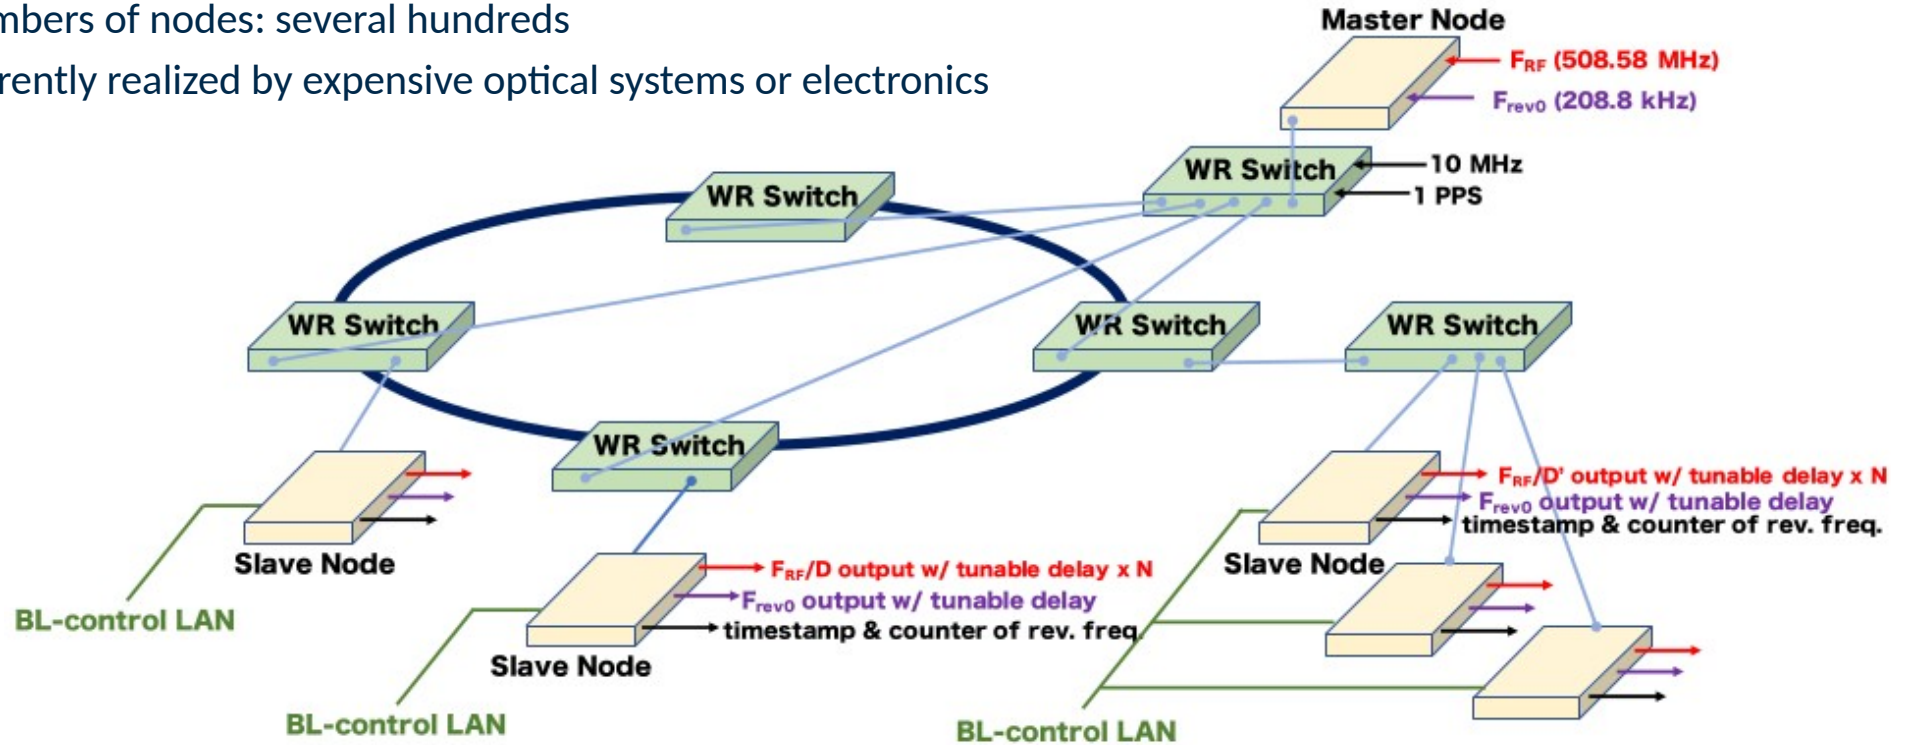 mbers of nodes: several hundreds
rently realized by expensive optical systems or electronics
Master Node
FRF (508.58 MHz)
Frev0 (208.8 kHz)
WR Switch
10 MHz
1 PPS
WR Switch
WR Switch
WR Switch
WR Switch
WR Switch
Slave Node
BL-control LAN
FRF/D output w/ tunable delay x N
Frev0 output w/ tunable delay
timestamp & counter of rev. freq.
Slave Node
BL-control LAN
FRF/D' output w/ tunable delay x N
Frev0 output w/ tunable delay
timestamp & counter of rev. freq.
Slave Node
BL-control LAN